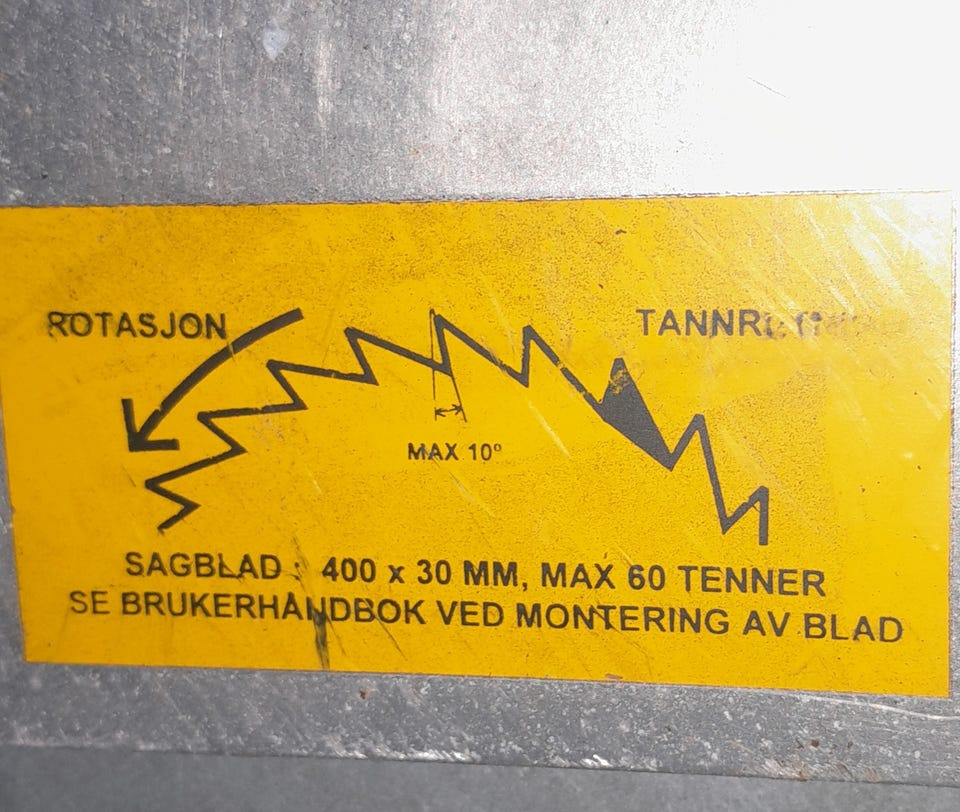 ROTASJON
MAX 10°
SAGBLAD : 400 x 30 MM, MAX 60 TENNER
SE BRUKERHÅNDBOK VED MONTERING AV BLAD